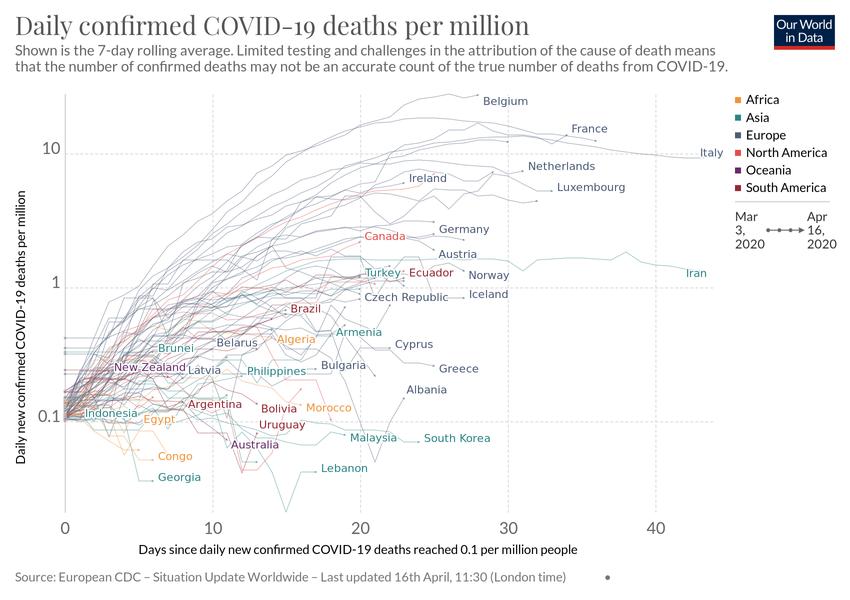 Daily confirmed COVID-19 deaths per million
Shown is the 7-day rolling average. Limited testing and challenges in the attribution of the cause of death means
that the number of confirmed deaths may not be an accurate count of the true number of deaths from COVID-19.
Our World
in Data
Daily new confirmed COVID-19 deaths per million
10
1
0.1
Belgium
France
Italy
Netherlands
Ireland
Luxembourg
Germany
Canada
Austria
Turkey
Ecuador
Norway
Iran
Czech Republic
Iceland
Brazil
Armenia
Algeria
Belarus
Brunei
Cyprus
New Zealand
Latvia
Philippines
Bulgaria
Greece
Albania
Indonesia
Argentina
Bolivia
Morocco
Egypt
Uruguay
Australia
Malaysia
South Korea
Congo
Lebanon
Georgia
0
10
20
30
40
Days since daily new confirmed COVID-19 deaths reached 0.1 per million people
Africa
Asia
Europe
North America
Oceania
South America
Mar
3,
2020
Apr
16,
2020
Source: European CDC – Situation Update Worldwide – Last updated 16th April, 11:30 (London time)